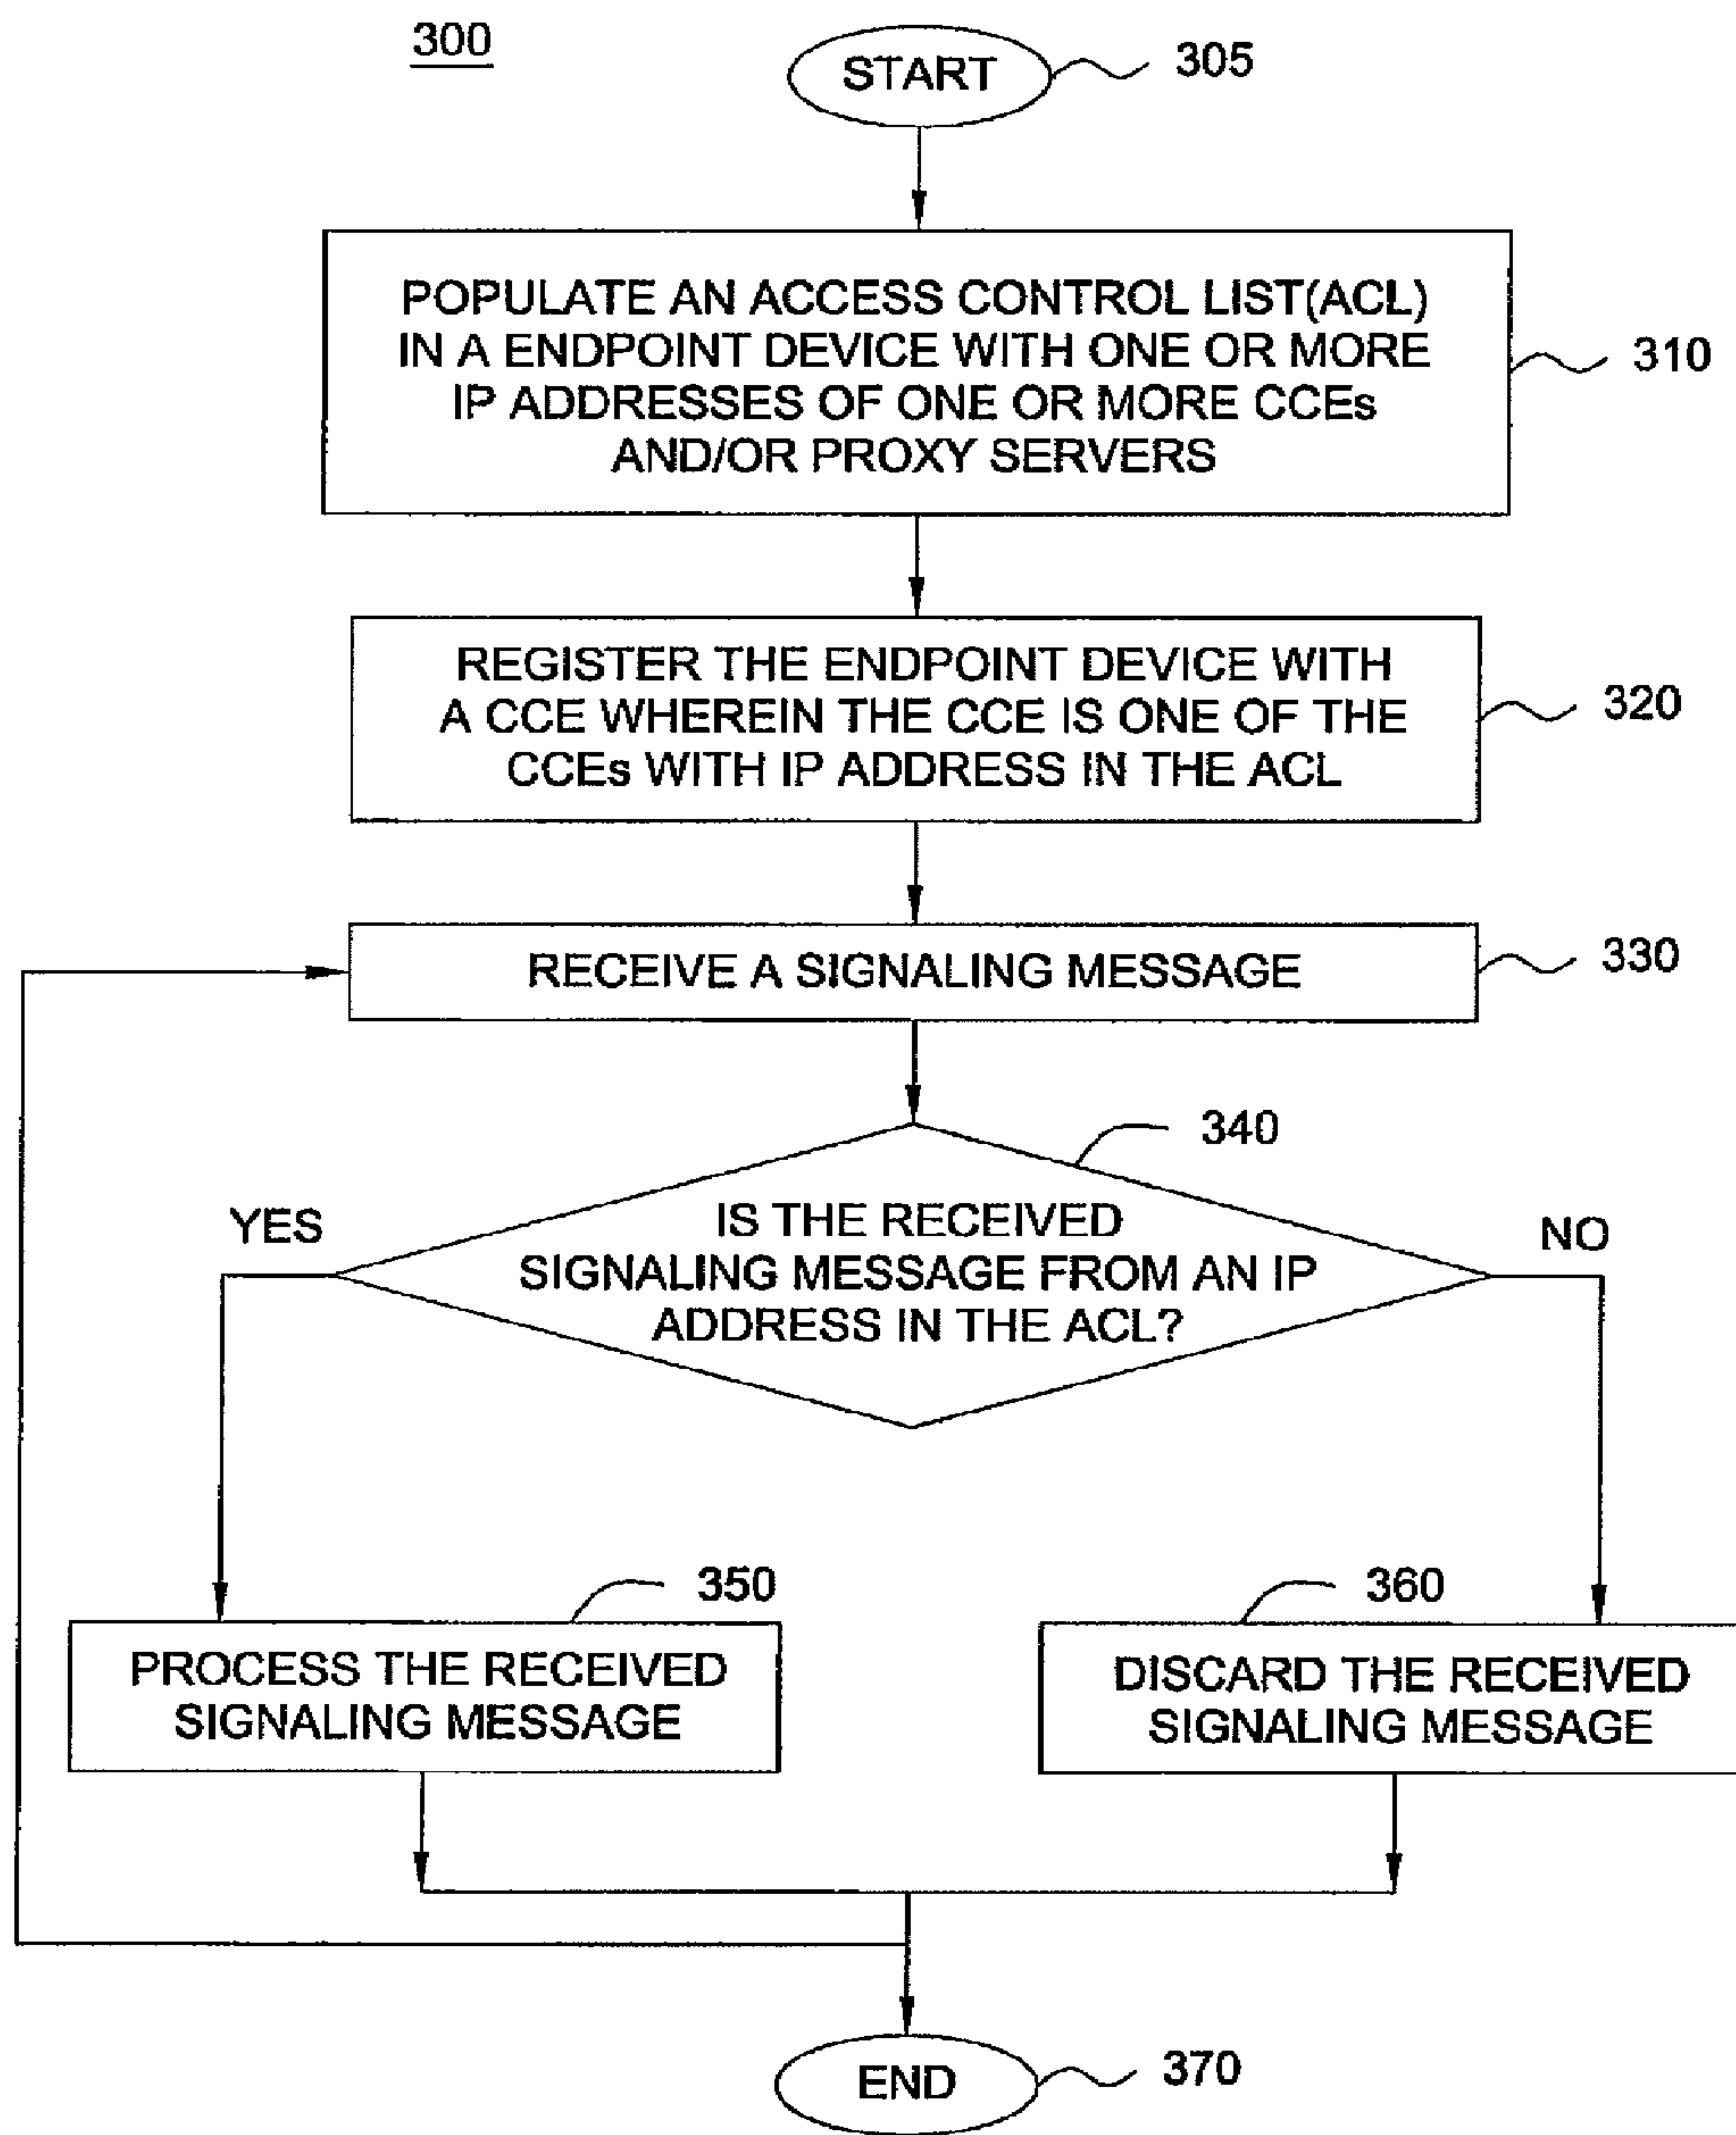 300
START
305
POPULATE AN ACCESS CONTROL LIST(ACL)
IN A ENDPOINT DEVICE WITH ONE OR MORE
IP ADDRESSES OF ONE OR MORE CCEs
AND/OR PROXY SERVERS
310
REGISTER THE ENDPOINT DEVICE WITH
A CCE WHEREIN THE CCE IS ONE OF THE
CCEs WITH IP ADDRESS IN THE ACL
320
RECEIVE A SIGNALING MESSAGE
330
340
IS THE RECEIVED
SIGNALING MESSAGE FROM AN IP
ADDRESS IN THE ACL?
YES
NO
350
PROCESS THE RECEIVED
SIGNALING MESSAGE
360
DISCARD THE RECEIVED
SIGNALING MESSAGE
END
370